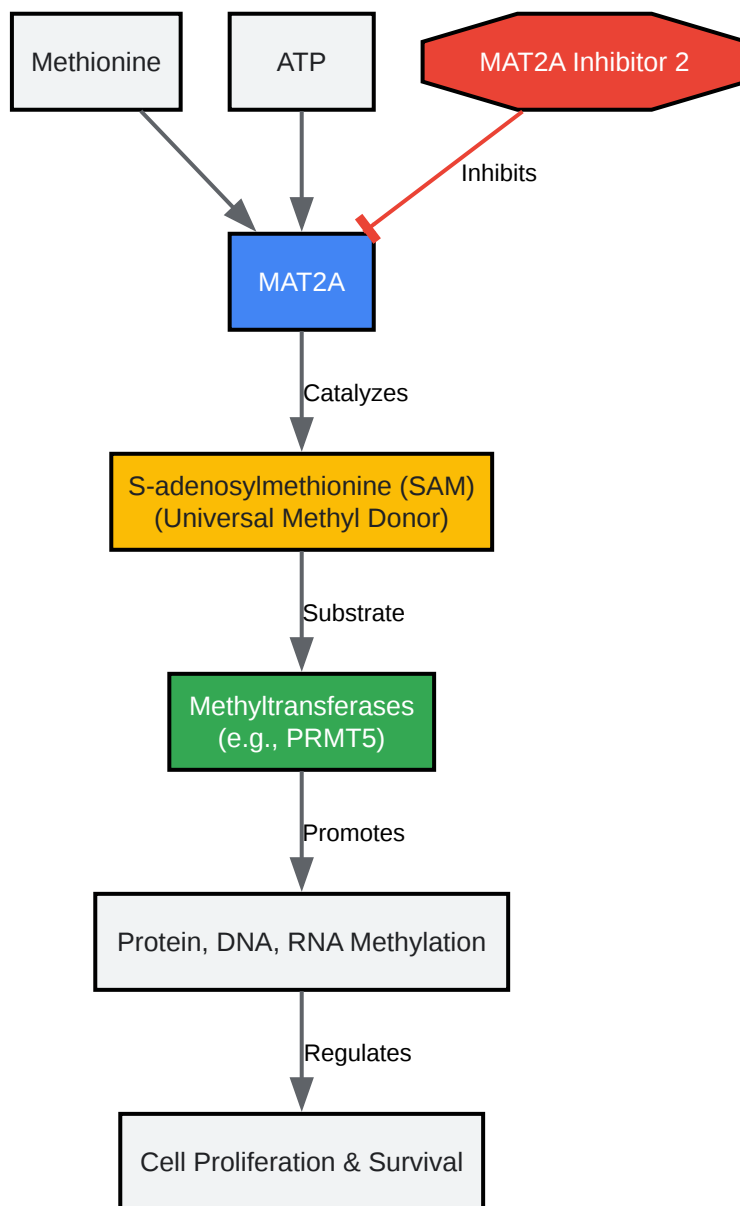 Methionine
ATP
MAT2A Inhibitor 2
Inhibits
MAT2A
Catalyzes
S-adenosylmethionine (SAM)
(Universal Methyl Donor)
Substrate
Methyltransferases
(e.g., PRMT5)
Promotes
Protein, DNA, RNA Methylation
Regulates
Cell Proliferation & Survival